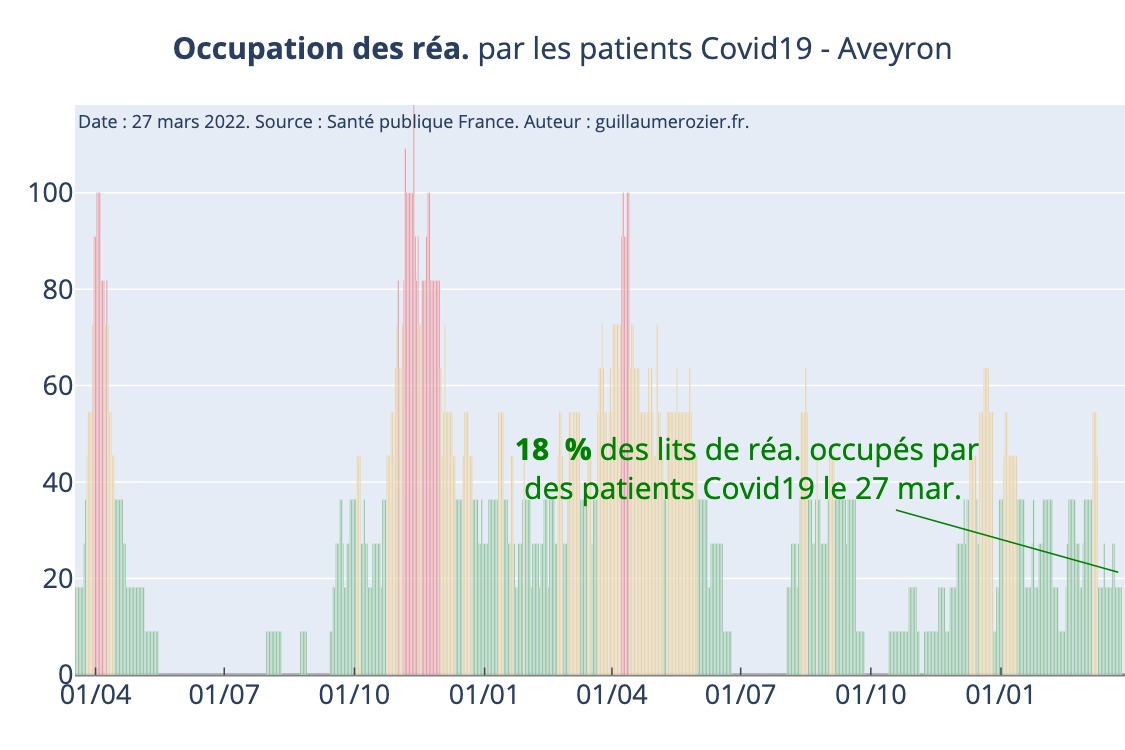 Occupation des réa. par les patients Covid19 - Aveyron
Date : 27 mars 2022. Source : Santé publique France. Auteur : guillaumerozier.fr.
100
80
60
40
20
0
18  % des lits de réa. occupés par
des patients Covid19 le 27 mar.
01/04 01/07 01/10 01/01 01/04 01/07 01/10 01/01